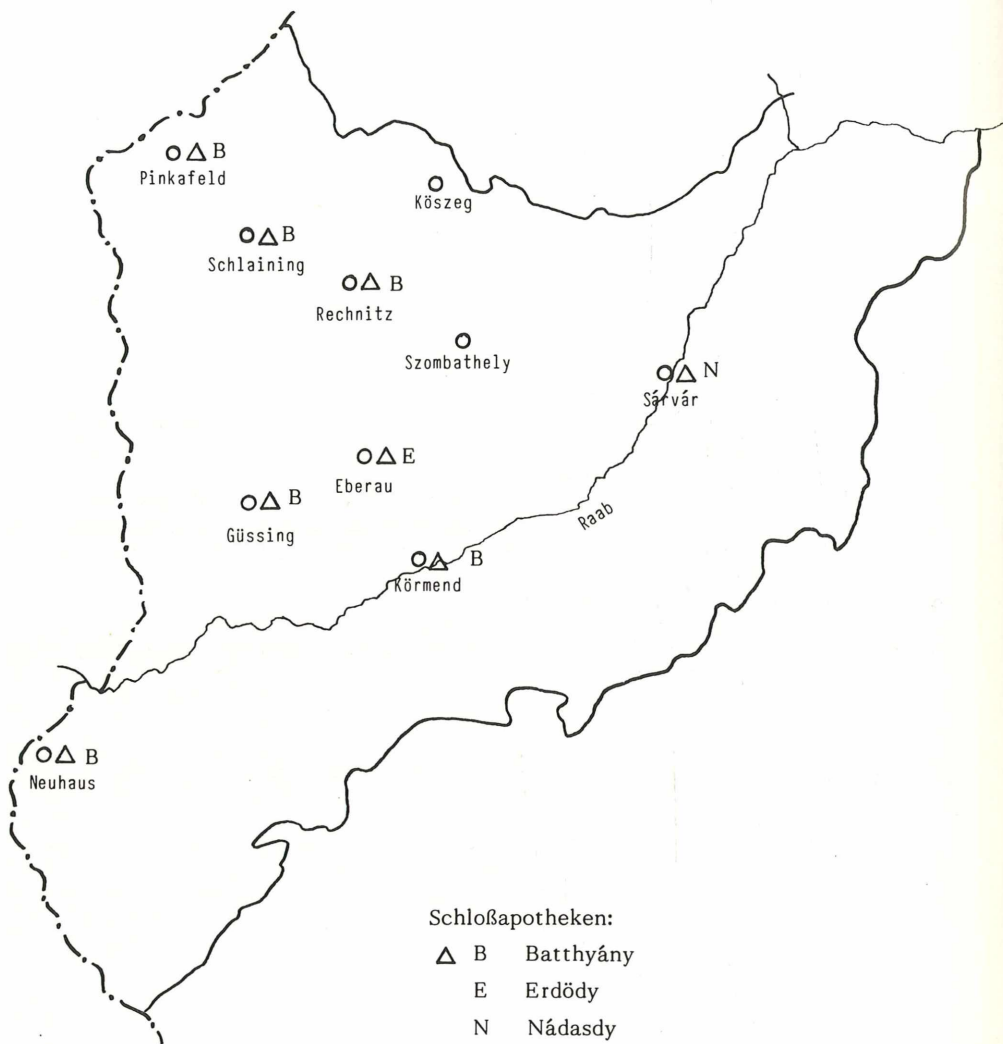 B
Pinkafeld
Köszeg
B
Schlaining
B
Rechnitz
Szombathely
N
Sárvár
E
Eberau
B
Güssing
Raab
B
Körmend
B
Neuhaus
Schloßapotheken:
B Batthyány
E Erdödy
N Nádasdy